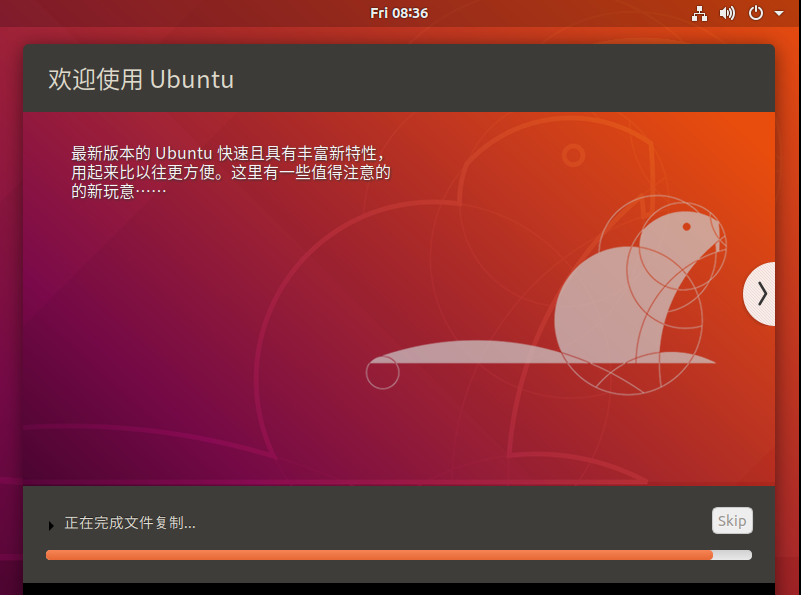 Fri 08:36
欢迎使用 Ubuntu
最新版本的 Ubuntu 快速且具有丰富新特性，
用起来比以往更方便。这里有一些值得注意的
的新玩意……
正在完成文件复制...
Skip